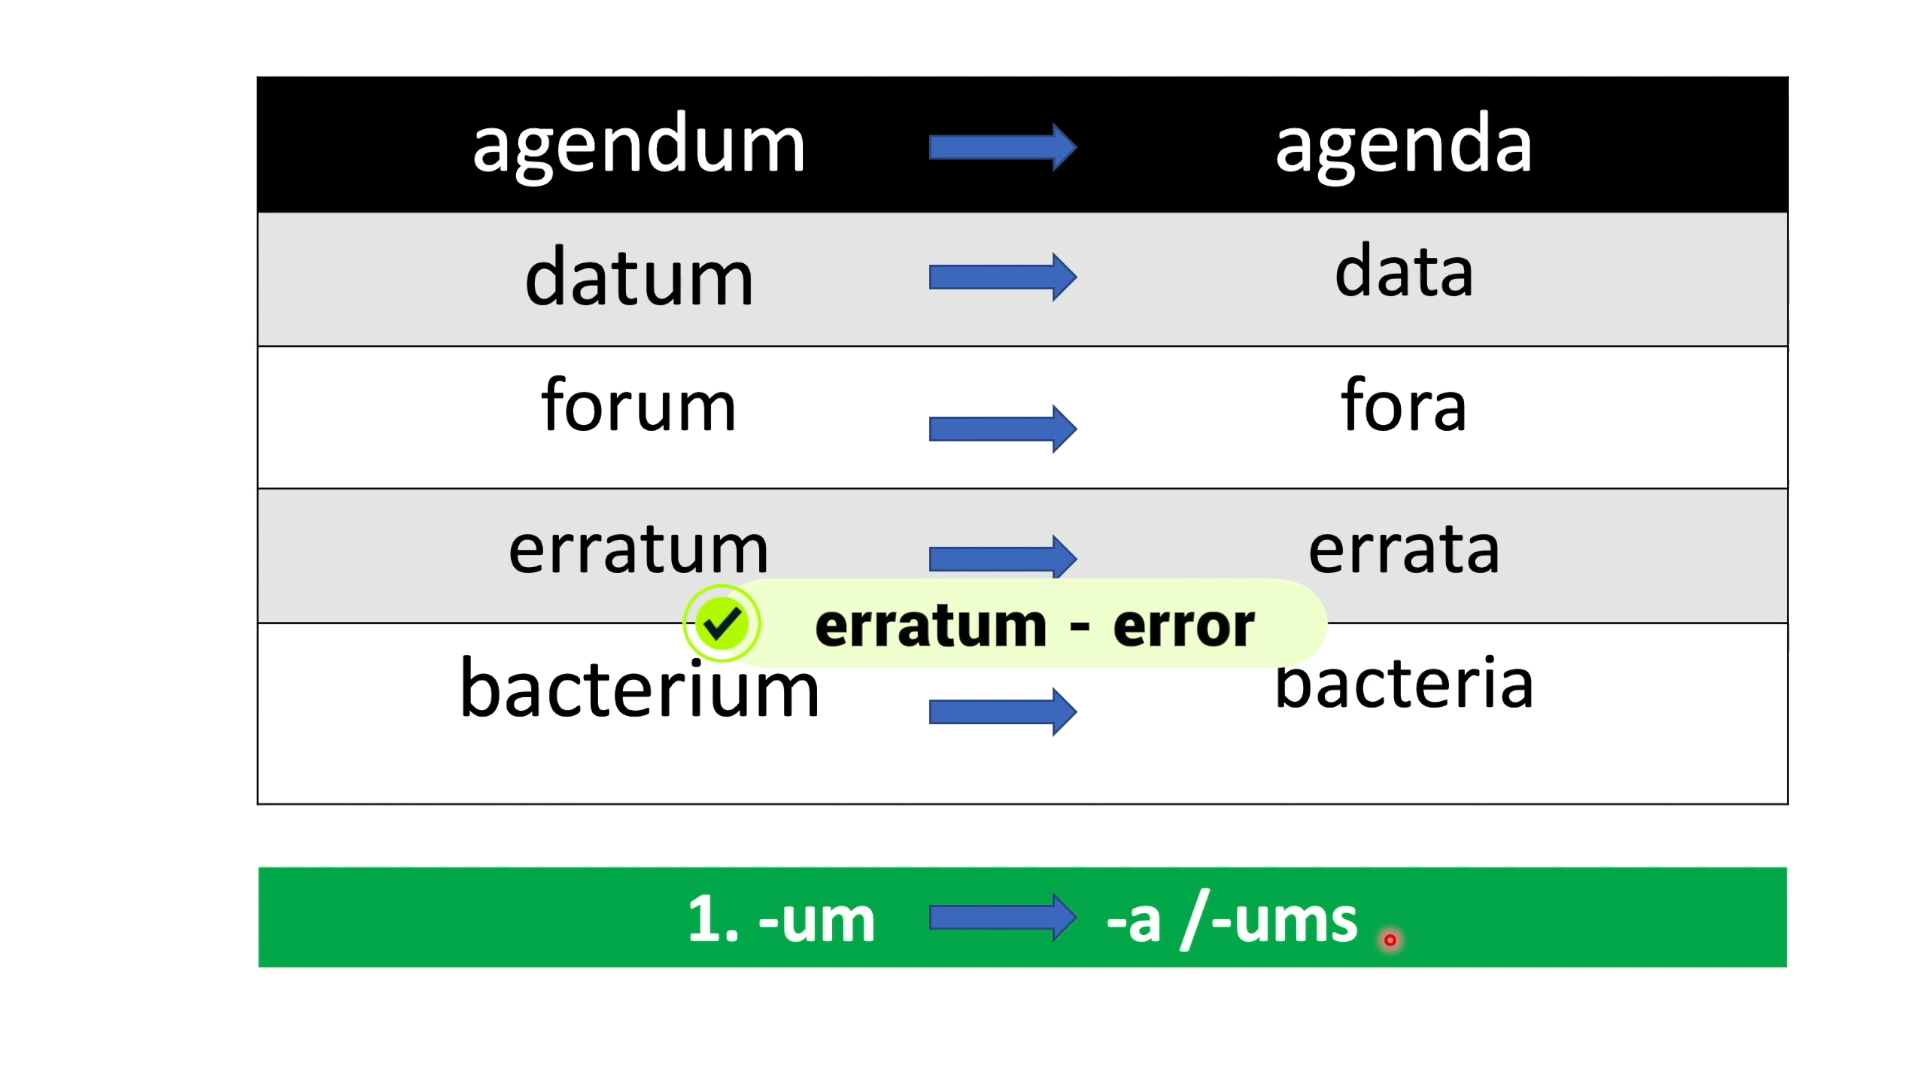 agendum agenda
datum data
forum fora
erratum errata
erratum - error
bacterium bacteria
1. -um -a /-ums